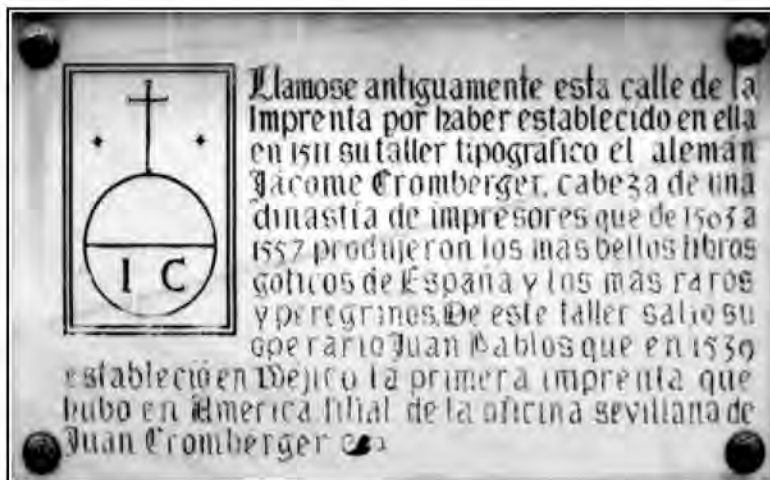 Llamose antiguamente esta calle de la
Imprenta por haber establecido en ella
en 1511 su taller tipografico el alemán
Jácome Cromberger, cabeza de una
dinastia de impresores que de 1503 a
1557 produjeron los mas bellos libros
goticos de España y los mas raros
y peregrinos. De este taller salio su
operario Juan Pablos que en 1539
establecio en Mejico la primera imprenta que
hubo en America filial de la oficina sevillana de
Juan Cromberger
I C